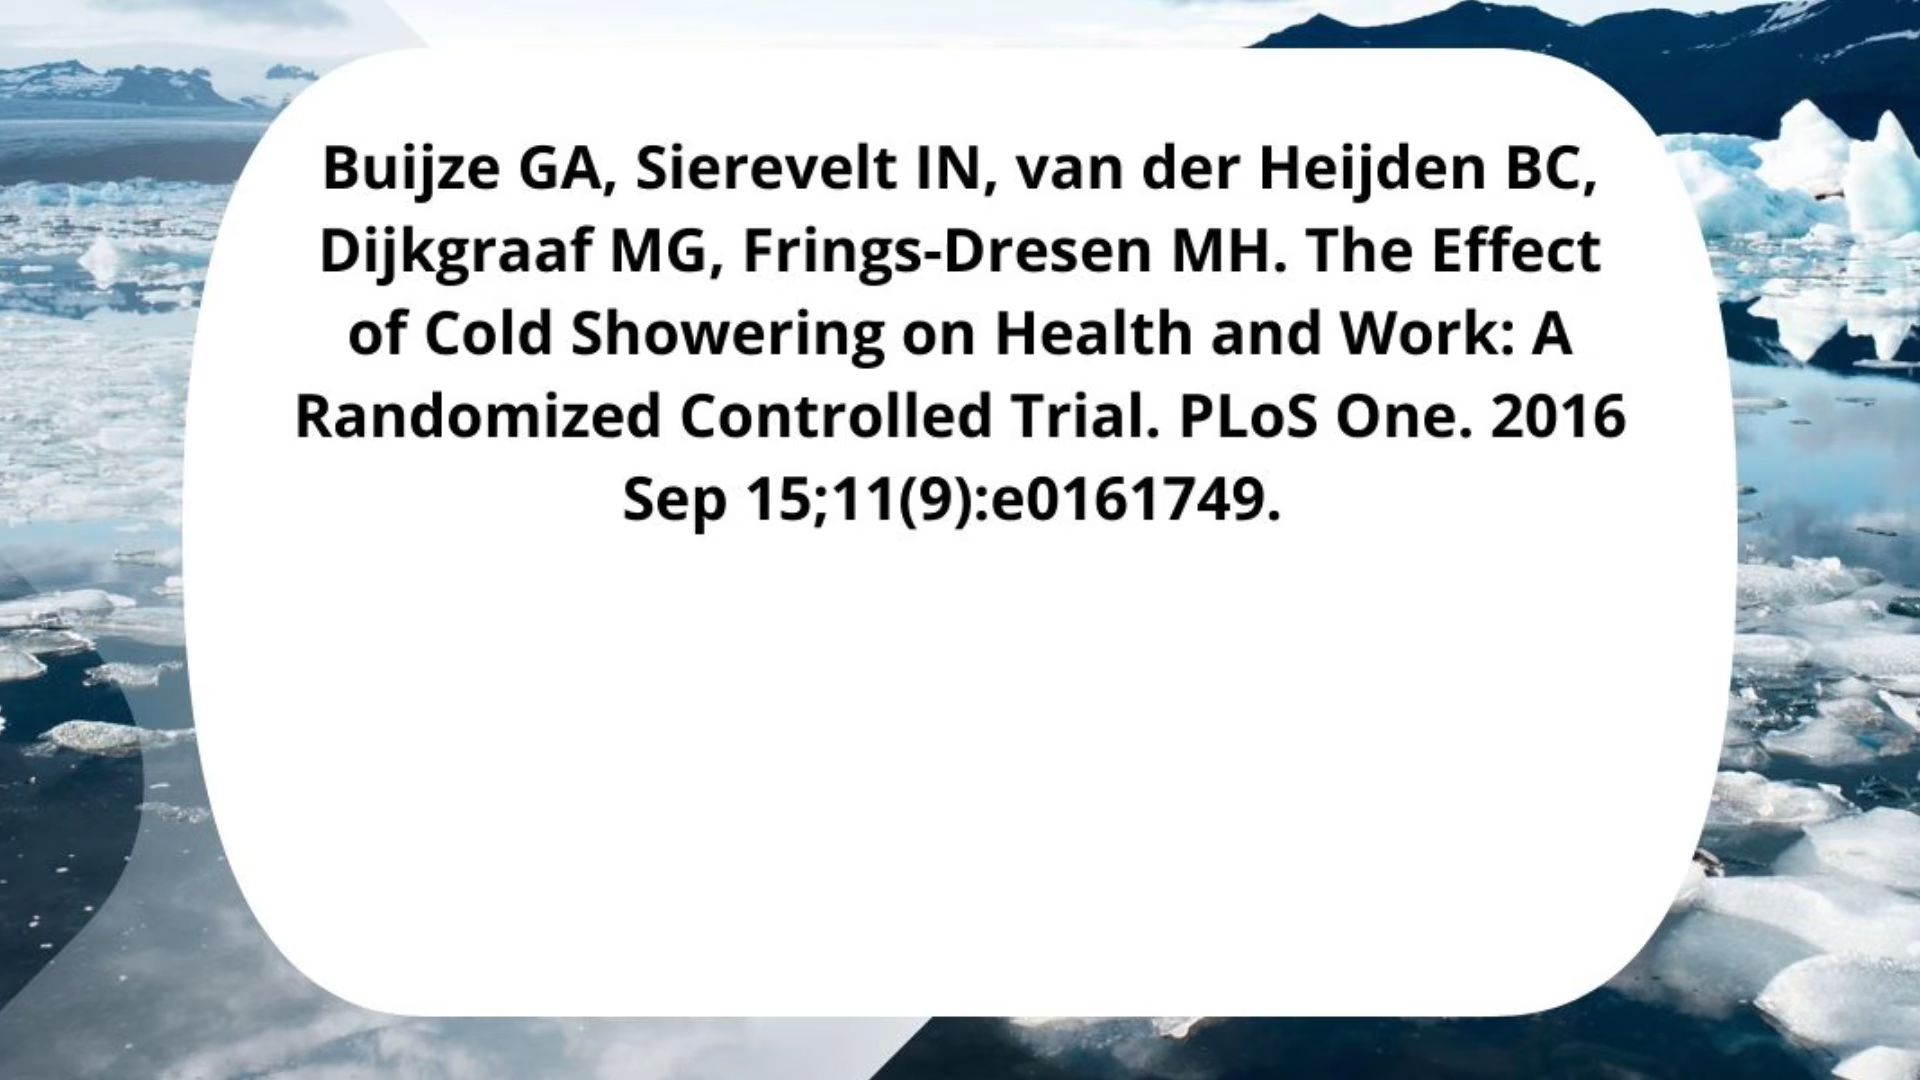 Buijze GA, Sierevelt IN, van der Heijden BC,
Dijkgraaf MG, Frings-Dresen MH. The Effect
of Cold Showering on Health and Work: A
Randomized Controlled Trial. PLoS One. 2016
Sep 15;11(9):e0161749.